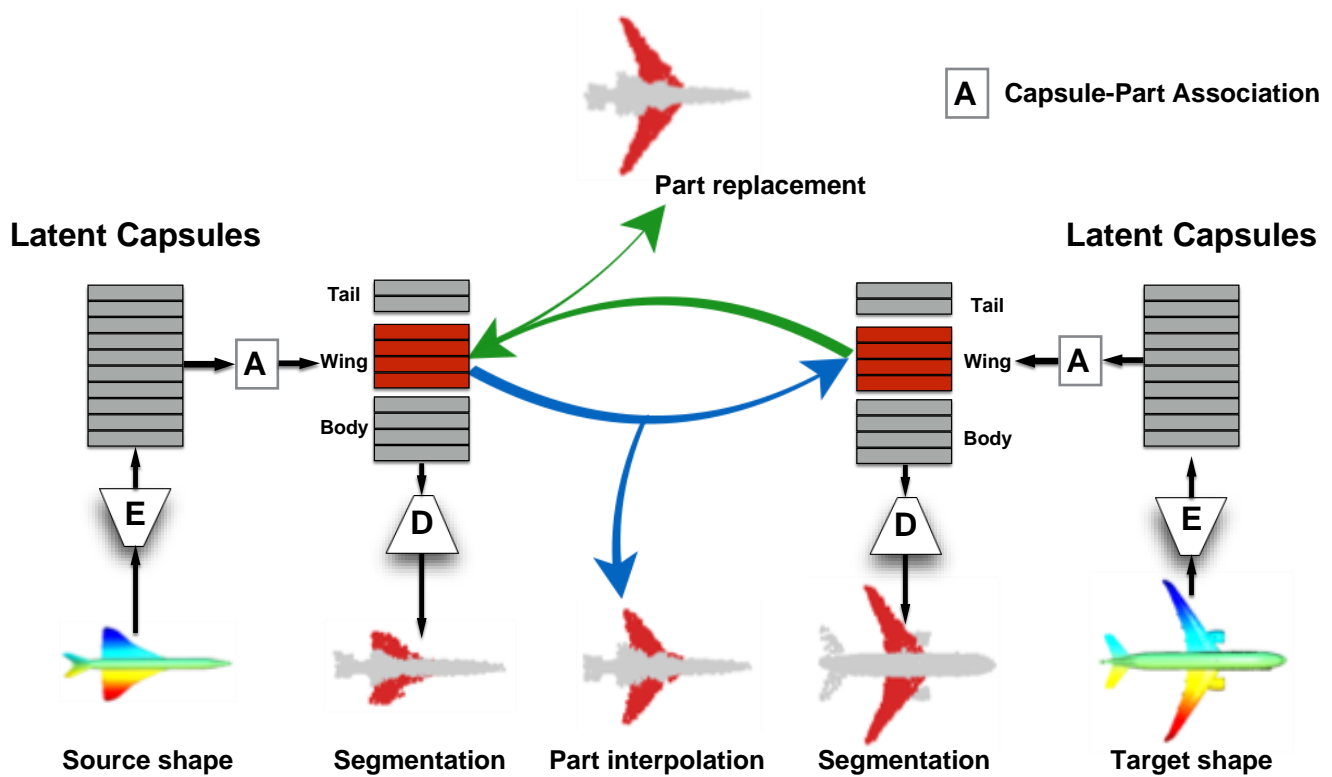 A Capsule-Part Association
Part replacement
Latent Capsules
Latent Capsules
Tail
Wing
Body
A
E
D
Tail
Wing
Body
A
D
E
Source shape
Segmentation
Part interpolation
Segmentation
Target shape